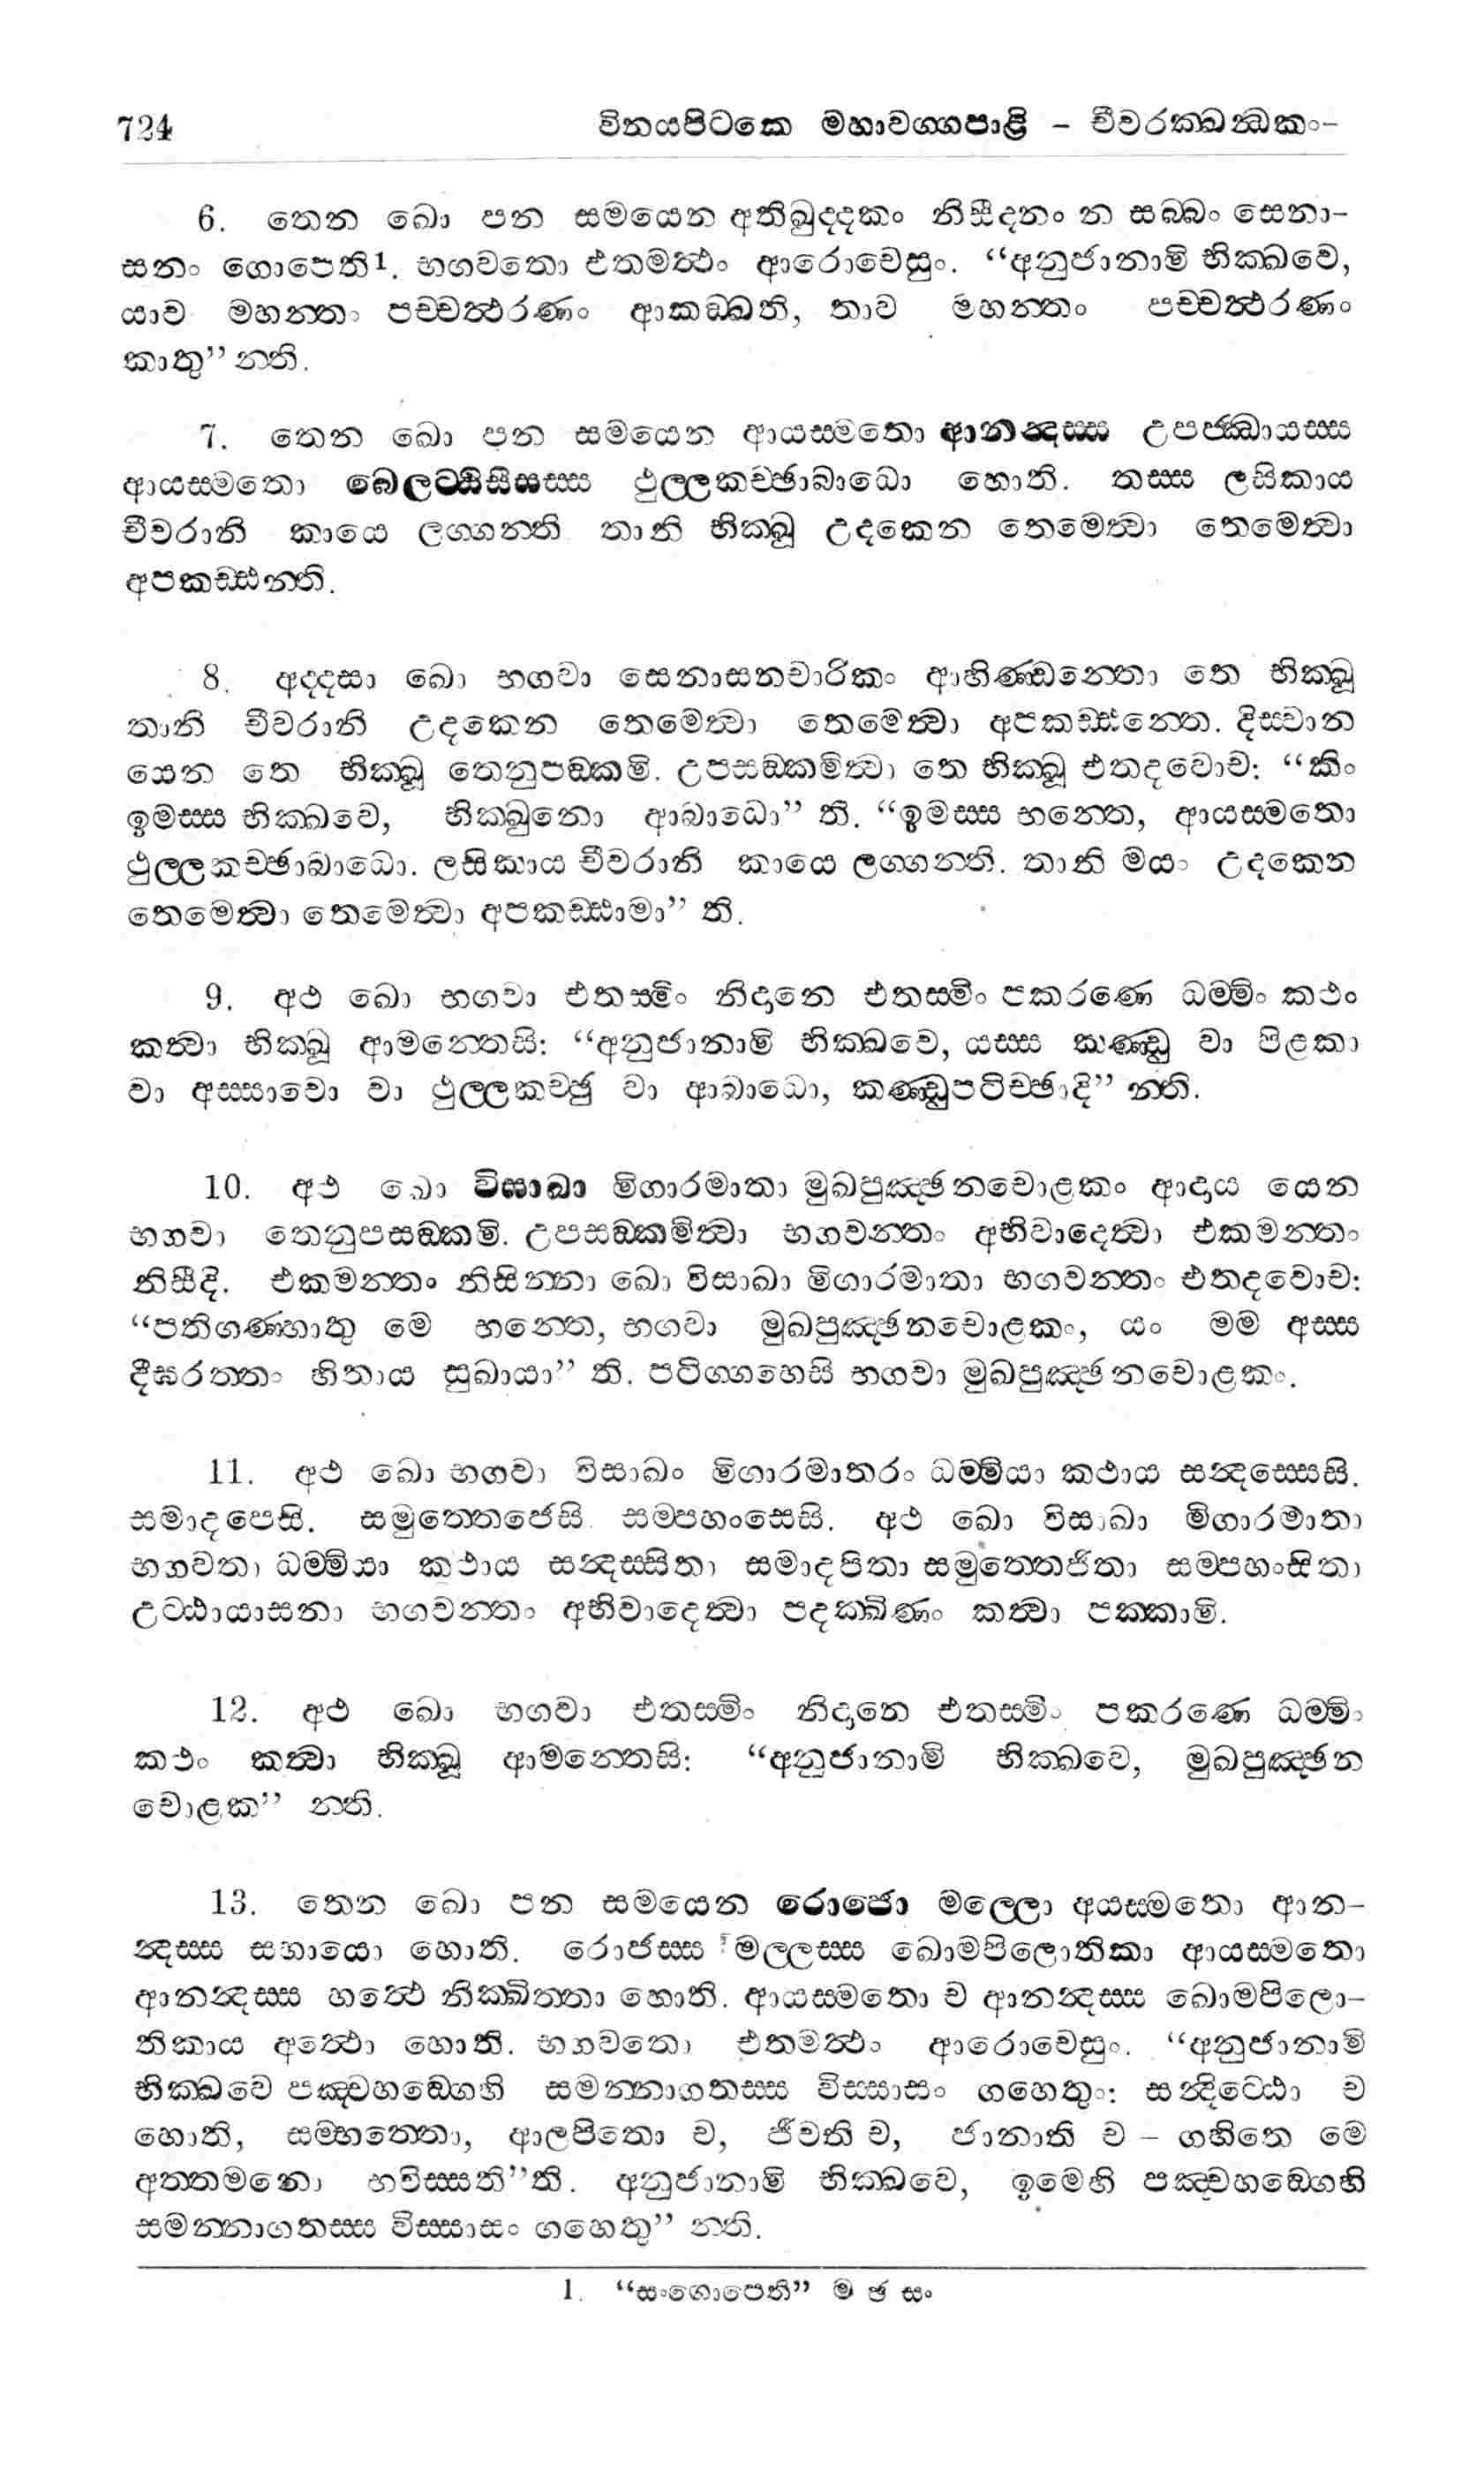 724 විනයපිටකෙ මහාවග්ගපාළි - චීවරක්ඛන්ධකං-
6. තෙන ඛො පන සමයෙන අතිඛුද්දකං නිසීදනං න සබ්බං සෙනා-
සනං ගොපෙති1. භගවතො එතමත්ථං ආරොචෙසුං. “අනුජානාමි භික්ඛවෙ,
යාව මහන්තං පච්චත්ථරණං ආකඞ්ඛති, තාව මහන්තං පච්චත්ථරණං
කාතු” න්ති.
7. තෙන ඛො පන සමයෙන ආයස්මතො ආනන්දස්ස උපජ්ඣායස්ස
ආයස්මතො බෙලට්ඨසීසස්ස ථුල්ලකච්ඡාබාධො හොති. තස්ස ලසිකාය
චීවරානි කායෙ ලග්ගන්ති තානි භික්ඛූ උදකෙන තෙමෙත්වා තෙමෙත්වා
අපකඩ්ඪන්ති.
8. අද්දසා ඛො භගවා සෙනාසනචාරිකං ආහිණ්ඩන්තො තෙ භික්ඛූ
තානි චීවරානි උදකෙන තෙමෙත්වා තෙමෙත්වා අපකඩ්ඪන්තෙ. දිස්වාන
යෙන තෙ භික්ඛූ තෙනුපඞ්කමි. උපසඞ්කමිත්වා තෙ භික්ඛූ එතදවොච: “කිං
ඉමස්ස භික්ඛවෙ, භික්ඛුනො ආබාධො” ති. “ඉමස්ස භන්තෙ, ආයස්මතො
ථුල්ලකච්ඡාබාධො. ලසිකාය චීවරානි කායෙ ලග්ගන්ති. තානි මයං උදකෙන
තෙමෙත්වා තෙමෙත්වා අපකඩ්ඪාමා” ති.
9. අථ ඛො භගවා එතස්මිං නිදානෙ එතස්මිං පකරණෙ ධම්මිං කථං
කත්වා භික්ඛූ ආමන්තෙසි: “අනුජානාමි භික්ඛවෙ, යස්ස කණ්ඩු වා පිළකා
වා අස්සාවො වා ථුල්ලකච්ඡු වා ආබාධො, කණ්ඩුපටිච්ඡාදි” න්ති.
10. අථ ඛො විසාඛා මිගාරමාතා මුඛපුඤ්ඡනචොළකං ආදාය යෙන
භගවා තෙනුපසඞ්කමි. උපසඞ්කමිත්වා භගවන්තං අභිවාදෙත්වා එකමන්තං
නිසීදි. එකමන්තං නිසින්නා ඛො විසාඛා මිගාරමාතා භගවන්තං එතදවොච:
“පතිගණ්හාතු මෙ භන්තෙ, භගවා මුඛපුඤ්ඡනචොළකං, යං මම අස්ස
දීඝරත්තං හිතාය සුඛායා” ති. පටිග්ගහෙසි භගවා මුඛපුඤ්ඡනචොළකං.
11. අථ ඛො භගවා විසාඛං මිගාරමාතරං ධම්මියා කථාය සන්දස්සෙසි.
සමාදපෙසි. සමුත්තෙජෙසි. සම්පහංසෙසි. අථ ඛො විසාඛා මිගාරමාතා
භගවතා ධම්මියා කථාය සන්දස්සිතා සමාදපිතා සමුත්තෙජිතා සම්පහංසිතා
උට්ඨායාසනා භගවන්තං අභිවාදෙත්වා පදක්ඛිණං කත්වා පක්කාමි.
12. අථ ඛො භගවා එතස්මිං නිදානෙ එතස්මිං පකරණෙ ධම්මිං
කථං කත්වා භික්ඛූ ආමන්තෙසි: “අනුජානාමි භික්ඛවෙ, මුඛපුඤ්ඡන
චොළක” න්ති.
13. තෙන ඛො පන සමයෙන රොජො මල්ලො අයස්මතො ආන-
න්දස්ස සහායො හොති. රොජස්ස මල්ලස්ස ඛොමපිලොතිකා ආයස්මතො
ආනන්දස්ස හත්ථෙ නික්ඛිත්තා හොති. ආයස්මතො ච ආනන්දස්ස ඛොමපිලො-
තිකාය අත්ථො හොති. භගවතො එතමත්ථං ආරොචෙසුං. “අනුජානාමි
භික්ඛවෙ පඤ්චහඞ්ගෙහි සමන්නාගතස්ස විස්සාසං ගහෙතුං: සන්දිට්ඨො ච
හොති, සම්භත්තො, ආලපිතො ච, ජීවති ච, ජානාති ච - ගහිතෙ මෙ
අත්තමනො භවිස්සති”ති. අනුජානාමි භික්ඛවෙ, ඉමෙහි පඤ්චහඞ්ගෙහි
සමන්නාගතස්ස විස්සාසං ගහෙතු” න්ති.
1. “සංගොපෙති” ම ඡ සං